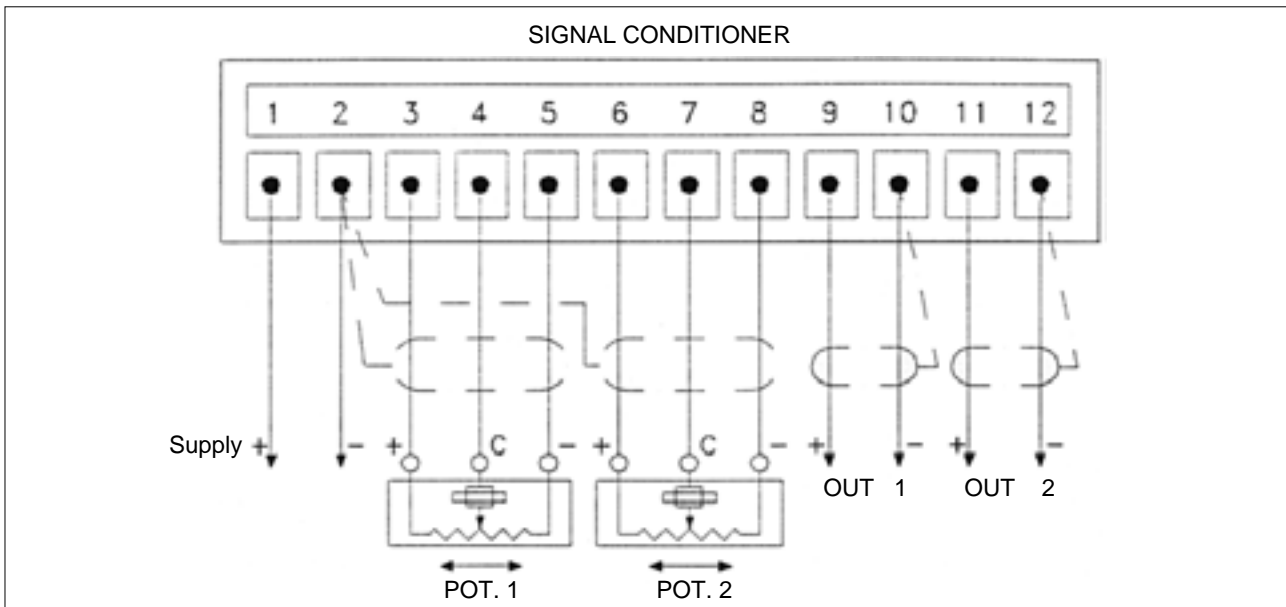 SIGNAL CONDITIONER
1 2 3 4 5 6 7 8 9 10 11 12
Supply + - + C - + C - + - + -
OUT 1 OUT 2
POT. 1 POT. 2